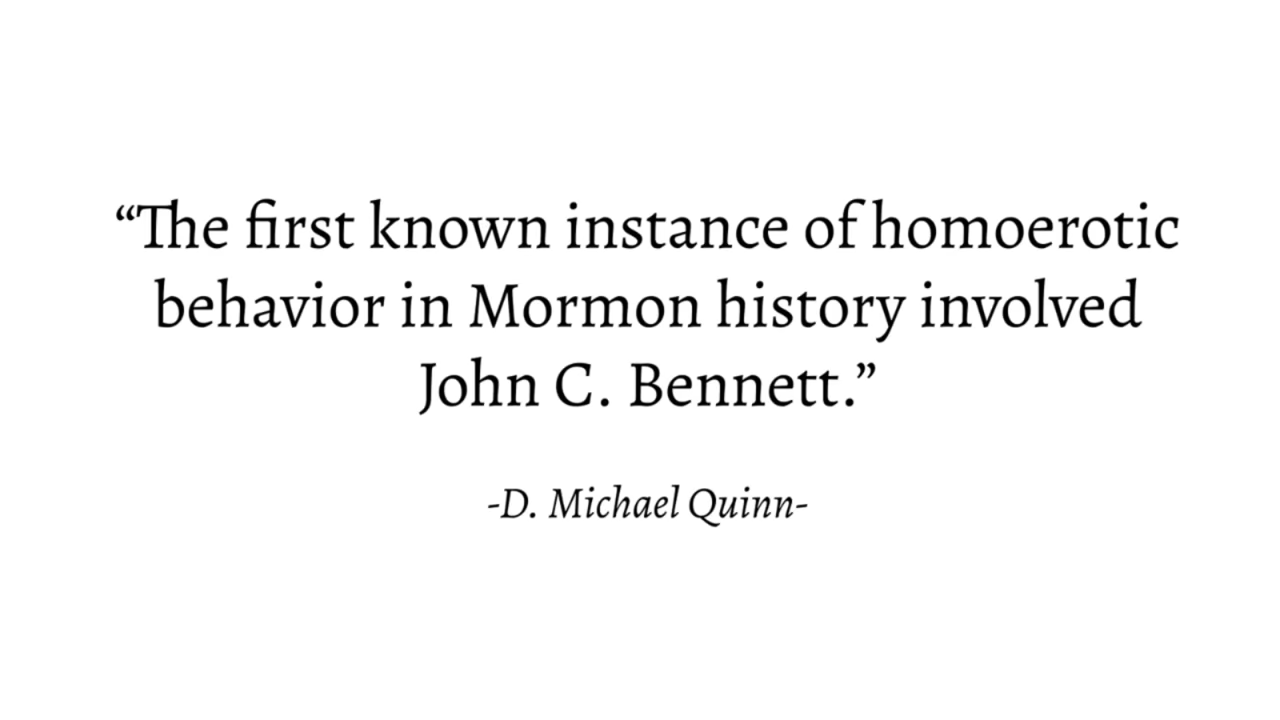 “The first known instance of homoerotic
behavior in Mormon history involved
John C. Bennett.”
-D. Michael Quinn-